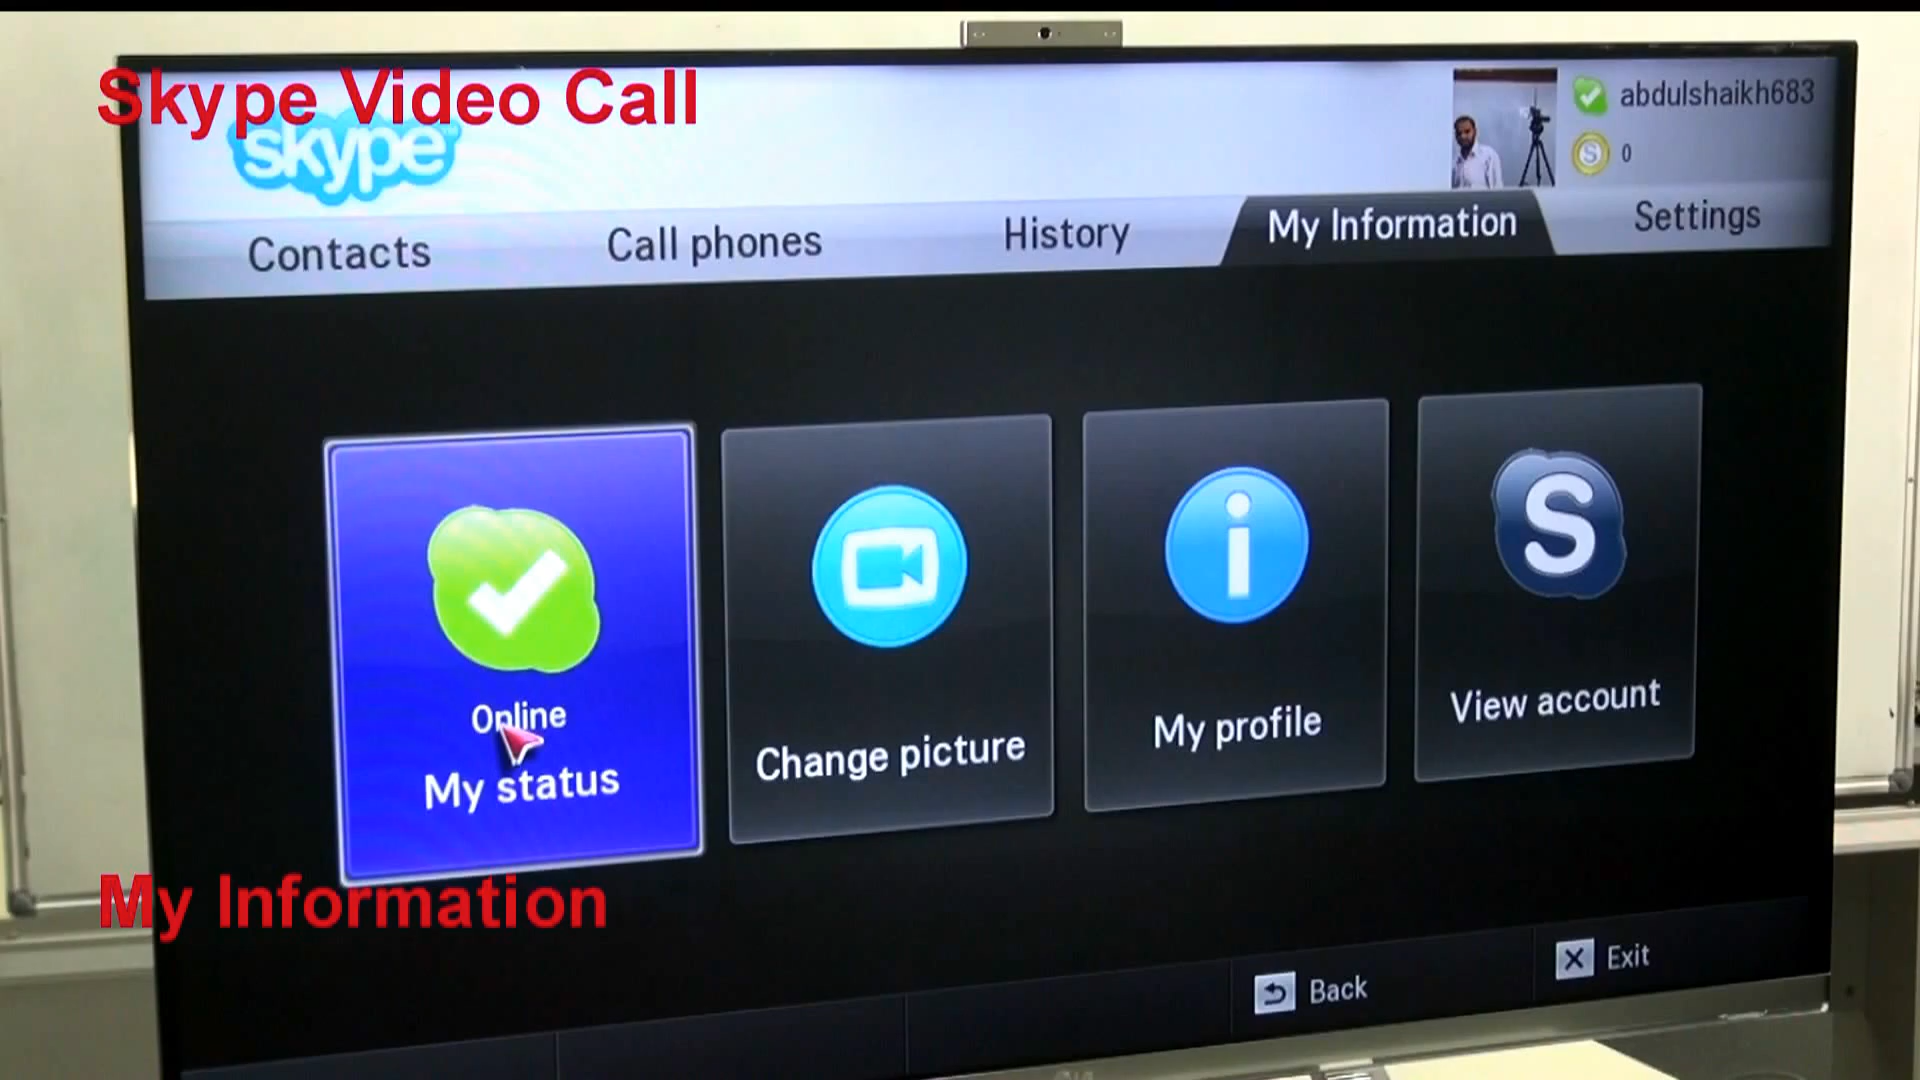 Skype Video Call
skype™
abdulshaikh683
0
Contacts
Call phones
History
My Information
Settings
Online
My status
Change picture
My profile
View account
My Information
Back
Exit